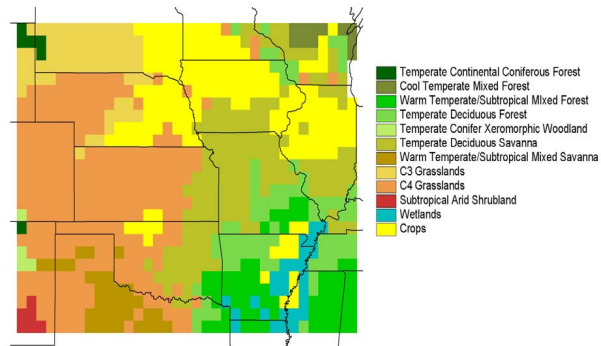 Temperate Continental Coniferous Forest
Cool Temperate Mixed Forest
Warm Temperate/Subtropical MIxed Forest
Temperate Deciduous Forest
Temperate Conifer Xeromorphic Woodland
Temperate Deciduous Savanna
Warm Temperate/Subtropical Mixed Savanna
C3 Grasslands
C4 Grasslands
Subtropical Arid Shrubland
Wetlands
Crops